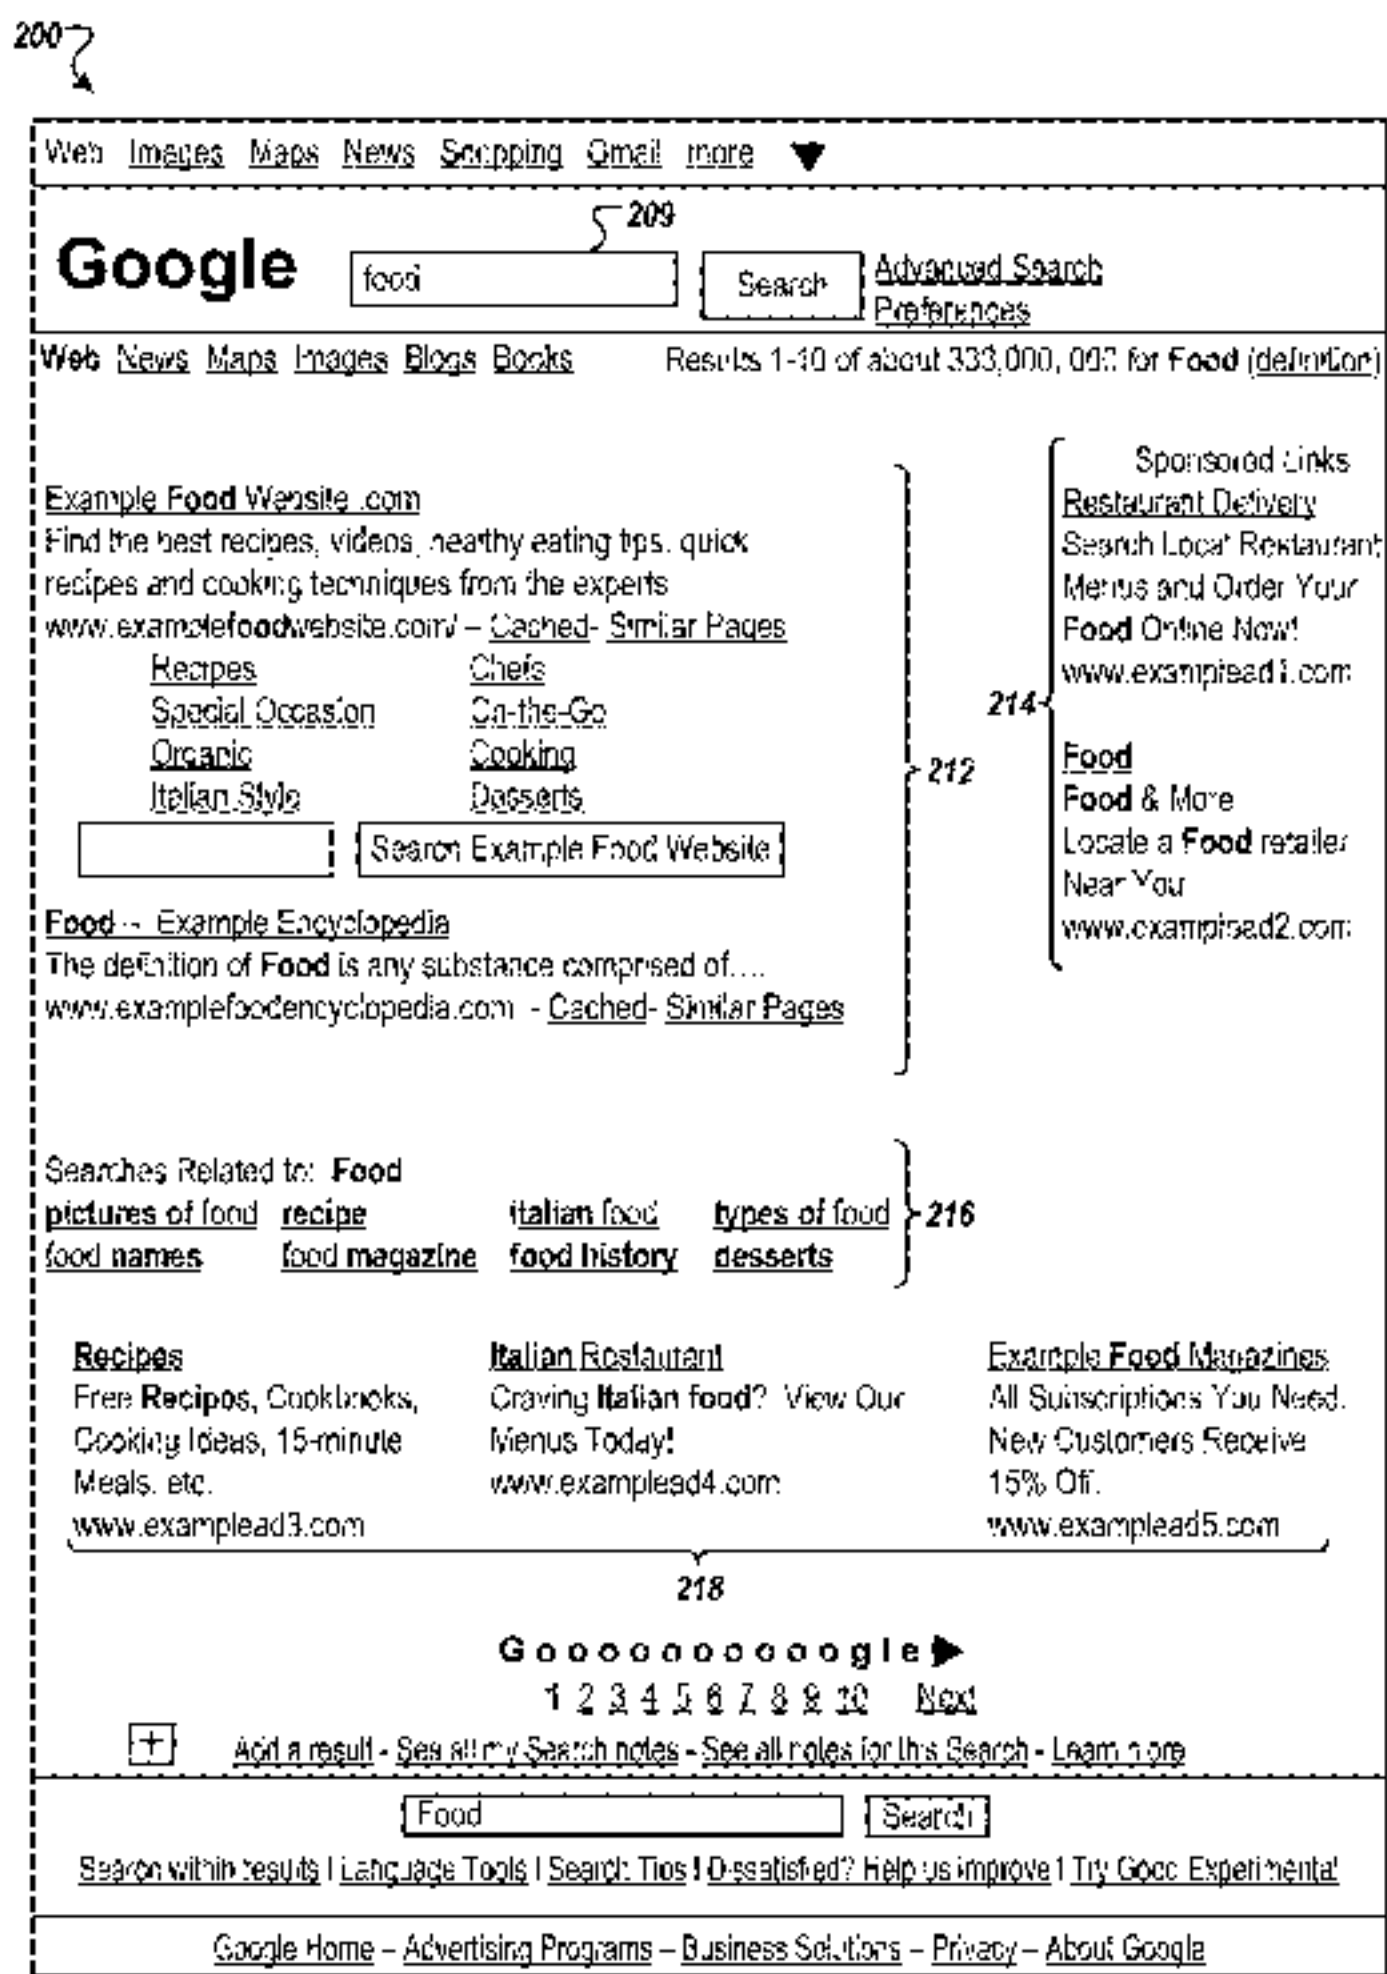 200
Web Images Maps News Shopping Gmail more
209
Google food Search Advanced Search
Preferences
Web News Maps Images Blogs Books Results 1-10 of about 333,000,000 for Food (definition)
Example Food Website .com
Find the best recipes, videos, healthy eating tips, quick
recipes and cooking techniques from the experts
www.examplefoodwebsite.com/ – Cached- Similar Pages
Recipes Chefs
Special Occasion On-the-Go
Organic Cooking
Italian Style Desserts
Search Example Food Website
Food -- Example Encyclopedia
The definition of Food is any substance comprised of....
www.examplefoodencyclopedia.com - Cached- Similar Pages
212
Sponsored Links
Restaurant Delivery
Search Local Restaurant
Menus and Order Your
Food Online Now!
www.examplead1.com
214
Food
Food & More
Locate a Food retailer
Near You
www.examplead2.com
Searches Related to: Food
pictures of food recipe italian food types of food
food names food magazine food history desserts
216
Recipes
Free Recipes, Cookbooks,
Cooking Ideas, 15-minute
Meals, etc.
www.examplead3.com
Italian Restaurant
Craving Italian food? View Our
Menus Today!
www.examplead4.com
Example Food Magazines
All Subscriptions You Need.
New Customers Receive
15% Off.
www.examplead5.com
218
Goooooooooogle
1 2 3 4 5 6 7 8 9 10 Next
+ Add a result - See all my Search notes - See all notes for this Search - Learn more
Food Search
Search within results | Language Tools | Search Tips | Dissatisfied? Help us improve | Try Goog Experimental
Google Home – Advertising Programs – Business Solutions – Privacy – About Google